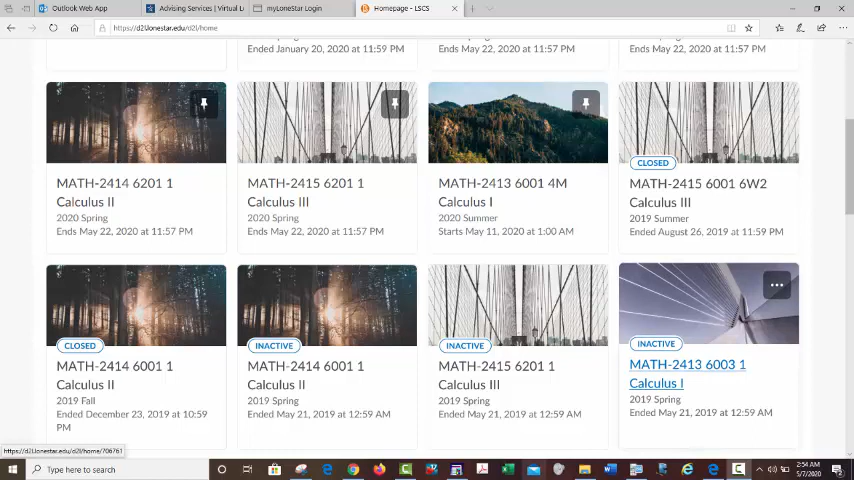 Outlook Web App
Advising Services | Virtual L
myLoneStar Login
Homepage - LSCS
https://d2l.lonestar.edu/d2l/home
Ended January 20, 2020 at 11:59 PM
Ends May 22, 2020 at 11:57 PM
Ends May 22, 2020 at 11:57 PM
MATH-2414 6201 1
Calculus II
2020 Spring
Ends May 22, 2020 at 11:57 PM
MATH-2415 6201 1
Calculus III
2020 Spring
Ends May 22, 2020 at 11:57 PM
MATH-2413 6001 4M
Calculus I
2020 Summer
Starts May 11, 2020 at 1:00 AM
CLOSED
MATH-2415 6001 6W2
Calculus III
2019 Summer
Ended August 26, 2019 at 11:59 PM
CLOSED
MATH-2414 6001 1
Calculus II
2019 Fall
Ended December 23, 2019 at 10:59
PM
INACTIVE
MATH-2414 6001 1
Calculus II
2019 Spring
Ended May 21, 2019 at 12:59 AM
INACTIVE
MATH-2415 6201 1
Calculus III
2019 Spring
Ended May 21, 2019 at 12:59 AM
INACTIVE
MATH-2413 6003 1
Calculus I
2019 Spring
Ended May 21, 2019 at 12:59 AM
https://d2l.lonestar.edu/d2l/home/706761
Type here to search
2:54 AM
5/7/2020